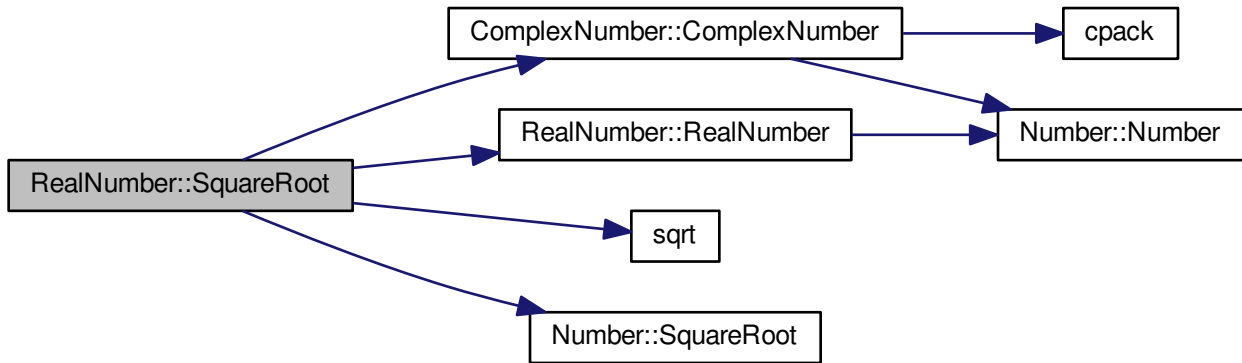 ComplexNumber::ComplexNumber
cpack
RealNumber::RealNumber
Number::Number
RealNumber::SquareRoot
sqrt
Number::SquareRoot